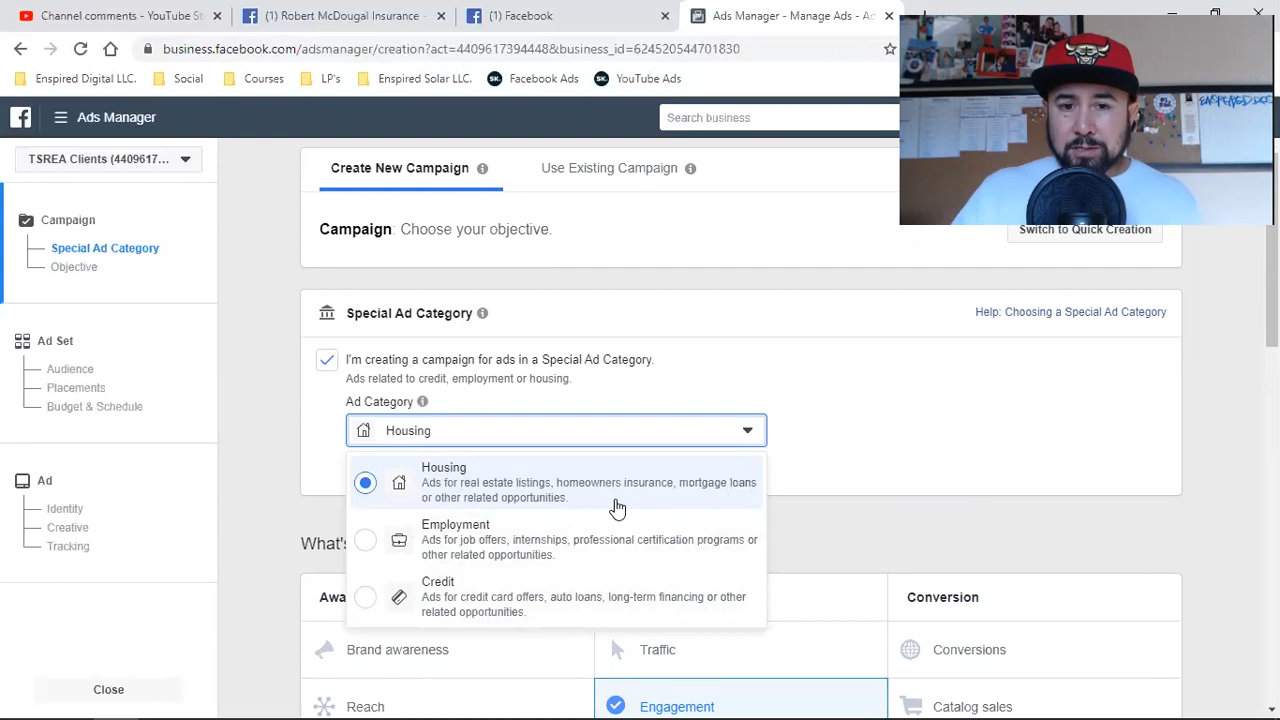 Comments - YouTube St
(1) Robert McDougal Insurance
(1) Facebook
Ads Manager - Manage Ads - Ad
business.facebook.com/adsmanager/creation?act=440961739444&business_id=624520544701830
Enspired Digital LLC.
Social
Courses
LP's
Enspired Solar LLC.
SK.
Facebook Ads
SK.
YouTube Ads
Ads Manager
Search business
TSREA Clients (4409617...
Create New Campaign
Use Existing Campaign
Campaign: Choose your objective.
Switch to Quick Creation
Campaign
Special Ad Category
Objective
Special Ad Category
Help: Choosing a Special Ad Category
Ad Set
Audience
Placements
Budget & Schedule
I'm creating a campaign for ads in a Special Ad Category.
Ads related to credit, employment or housing.
Ad Category
Housing
Housing
Ads for real estate listings, homeowners insurance, mortgage loans
or other related opportunities.
Employment
Ads for job offers, internships, professional certification programs or
other related opportunities.
Credit
Ads for credit card offers, auto loans, long-term financing or other
related opportunities.
Ad
Identity
Creative
Tracking
Close
What's
Awa
Conversion
Brand awareness
Traffic
Conversions
Reach
Engagement
Catalog sales